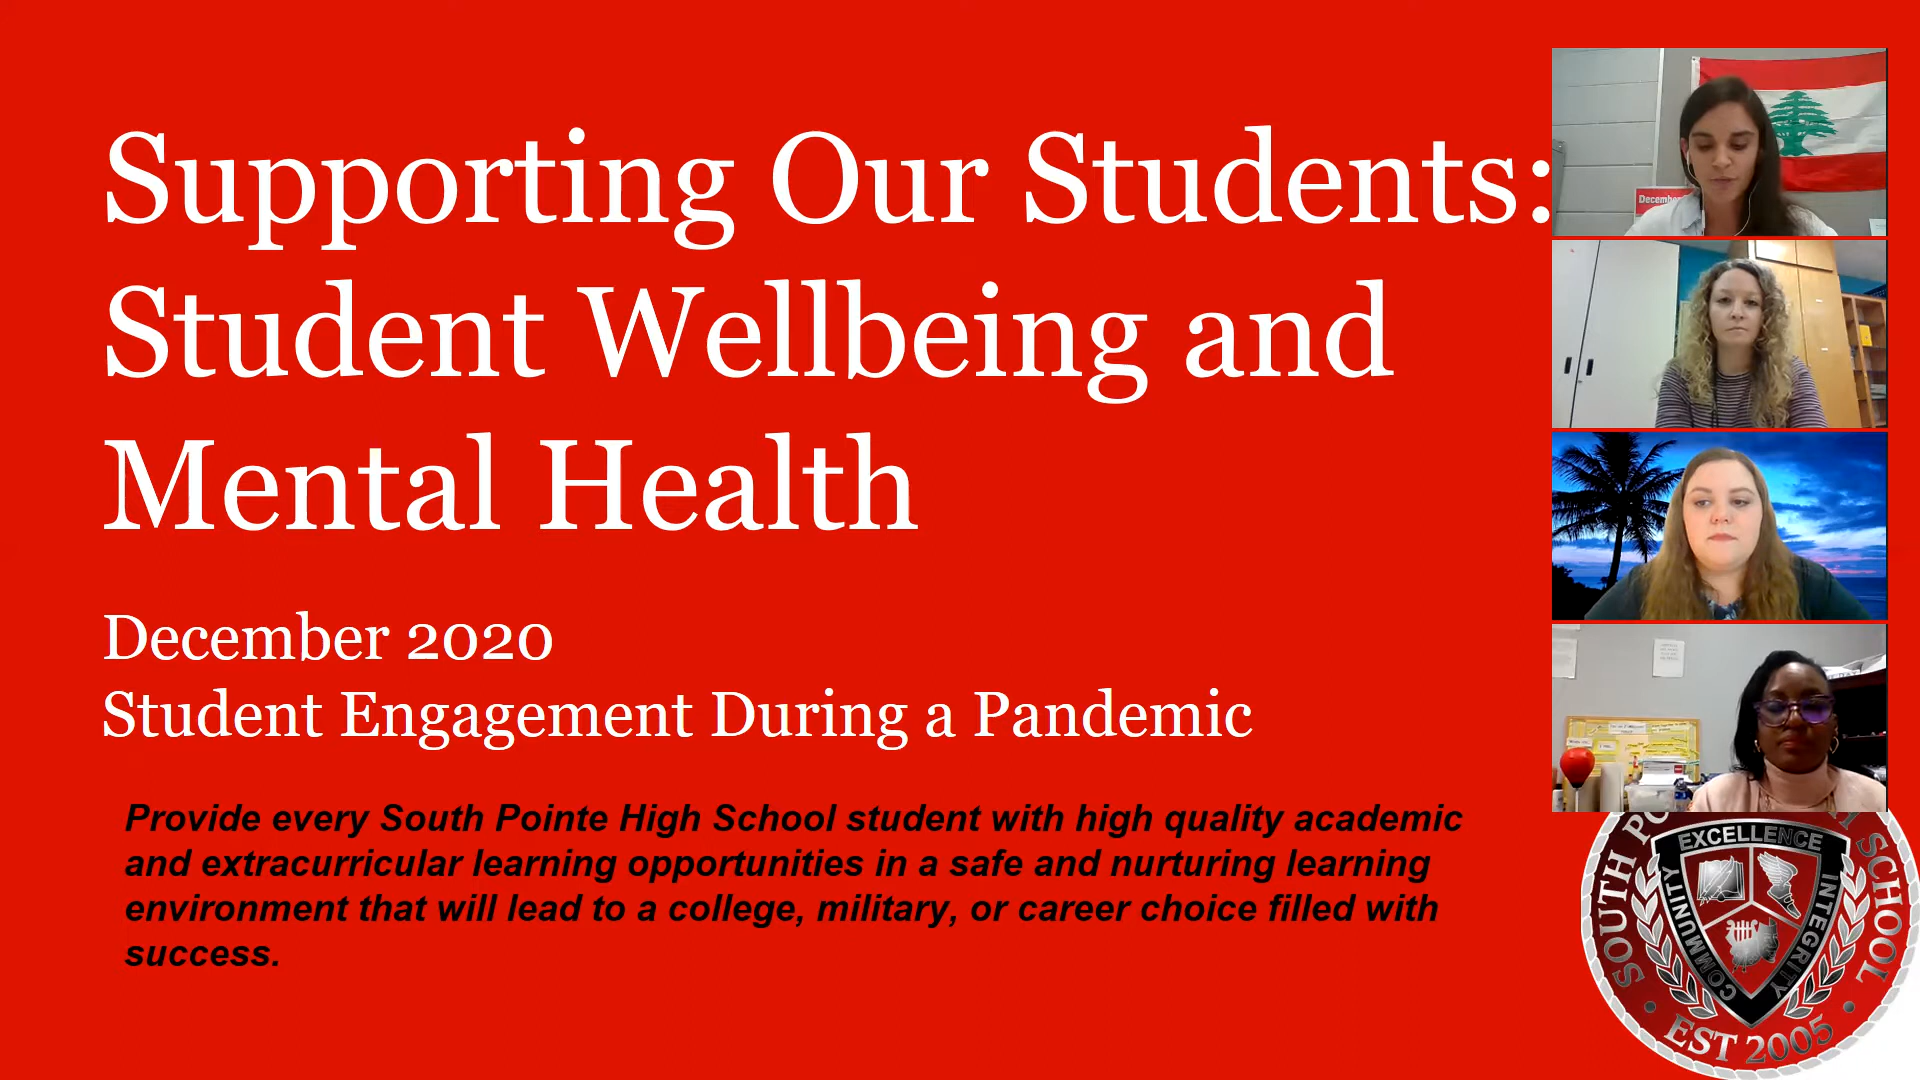 Supporting Our Students:
Student Wellbeing and
Mental Health
December 2020
Student Engagement During a Pandemic
Provide every South Pointe High School student with high quality academic
and extracurricular learning opportunities in a safe and nurturing learning
environment that will lead to a college, military, or career choice filled with
success.
December
SOUTH PO
SCHOOL
EXCELLENCE
COMMUNITY
INTEGRITY
EST 2005